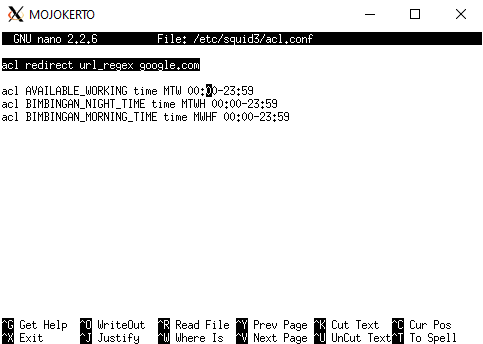 MOJOKERTO
GNU nano 2.2.6 File: /etc/squid3/acl.conf
acl redirect url_regex google.com
acl AVAILABLE_WORKING time MTW 00:00-23:59
acl BIMBINGAN_NIGHT_TIME time MTWH 00:00-23:59
acl BIMBINGAN_MORNING_TIME time MWHF 00:00-23:59
^G Get Help ^O WriteOut ^R Read File ^Y Prev Page ^K Cut Text ^C Cur Pos
^X Exit ^J Justify ^W Where Is ^V Next Page ^U UnCut Text ^T To Spell